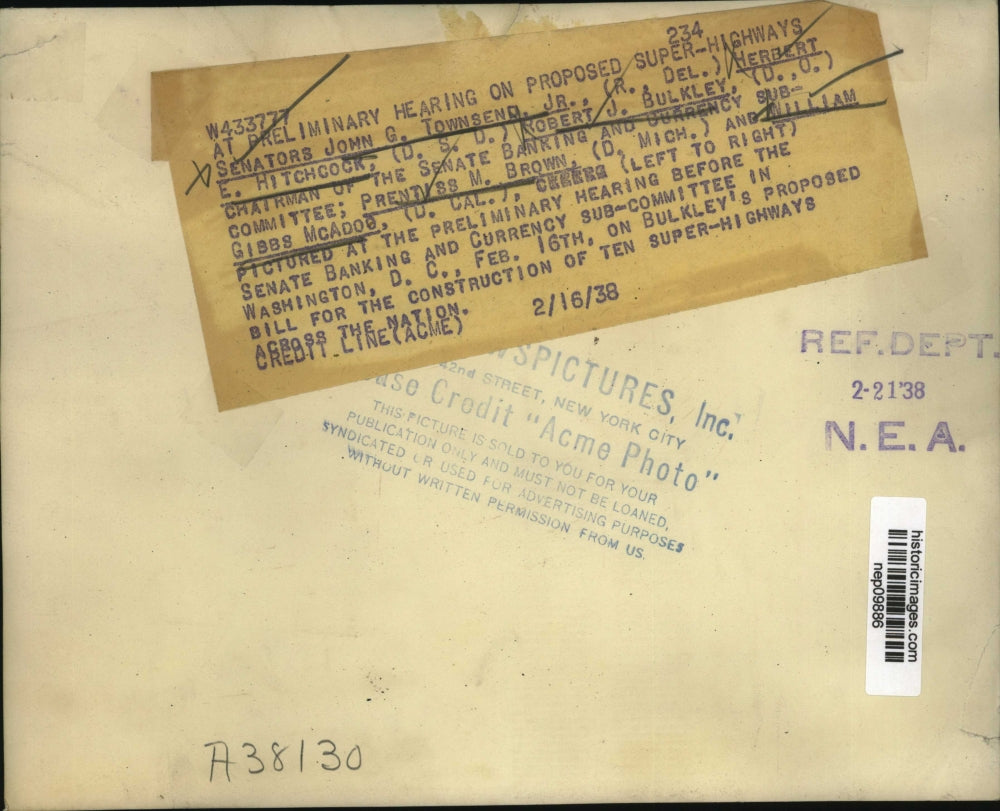 234
W433777
AT PRELIMINARY HEARING ON PROPOSED SUPER-HIGHWAYS
SENATORS JOHN G. TOWNSEND, JR., (R., DEL.) HERBERT
E. HITCHCOCK, (D. S. D.) ROBERT J. BULKLEY, (D.,O.)
CHAIRMAN OF THE SENATE BANKING AND CURRENCY SUB-
COMMITTEE; PRENTISS M. BROWN, (D. MICH.) AND WILLIAM
GIBBS MCADOO, (D. CAL.), (LEFT TO RIGHT)
PICTURED AT THE PRELIMINARY HEARING BEFORE THE
SENATE BANKING AND CURRENCY SUB-COMMITTEE IN
WASHINGTON, D. C., FEB. 16TH, ON BULKLEY'S PROPOSED
BILL FOR THE CONSTRUCTION OF TEN SUPER-HIGHWAYS
ACROSS THE NATION.
CREDIT LINE (ACME) 2/16/38
WSPICTURES, Inc.
42nd STREET, NEW YORK CITY
ase Credit "Acme Photo"
THIS PICTURE IS SOLD TO YOU FOR YOUR
PUBLICATION ONLY AND MUST NOT BE LOANED,
SYNDICATED OR USED FOR ADVERTISING PURPOSES
WITHOUT WRITTEN PERMISSION FROM US.
REF. DEPT.
2-21'38
N. E. A.
historicimages.com
nep09886
A38130